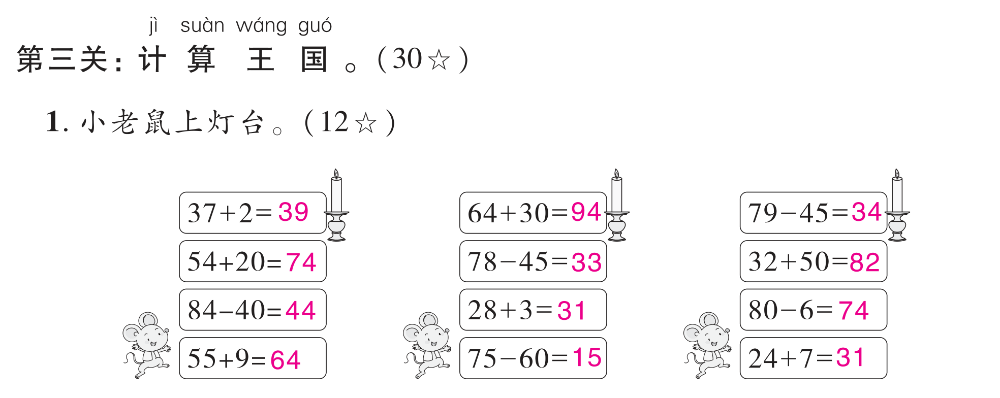 jì suàn wáng guó
第三关：计算王国。（30☆）
1. 小老鼠上灯台。（12☆）
37+2=39 64+30=94 79−45=34
54+20=74 78−45=33 32+50=82
84−40=44 28+3=31 80−6=74
55+9=64 75−60=15 24+7=31